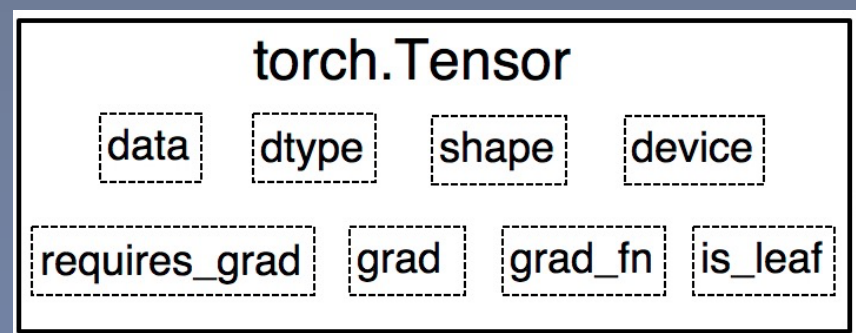 torch.Tensor
data dtype shape device
requires_grad grad grad_fn is_leaf